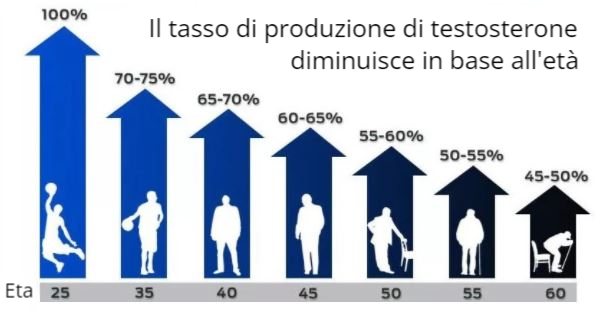 Il tasso di produzione di testosterone
diminuisce in base all'età
100%
70-75%
65-70%
60-65%
55-60%
50-55%
45-50%
Eta 25 35 40 45 50 55 60